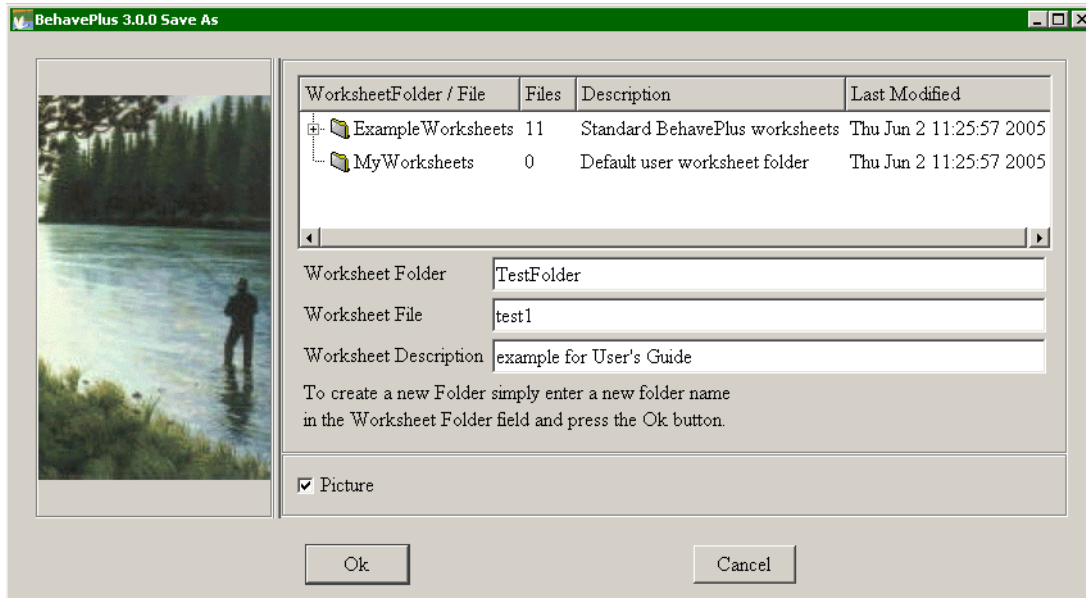 BehavePlus 3.0.0 Save As
WorksheetFolder / File Files Description Last Modified
ExampleWorksheets 11 Standard BehavePlus worksheets Thu Jun 2 11:25:57 2005
MyWorksheets 0 Default user worksheet folder Thu Jun 2 11:25:57 2005
Worksheet Folder TestFolder
Worksheet File test1
Worksheet Description example for User's Guide
To create a new Folder simply enter a new folder name
in the Worksheet Folder field and press the Ok button.
Picture
Ok Cancel